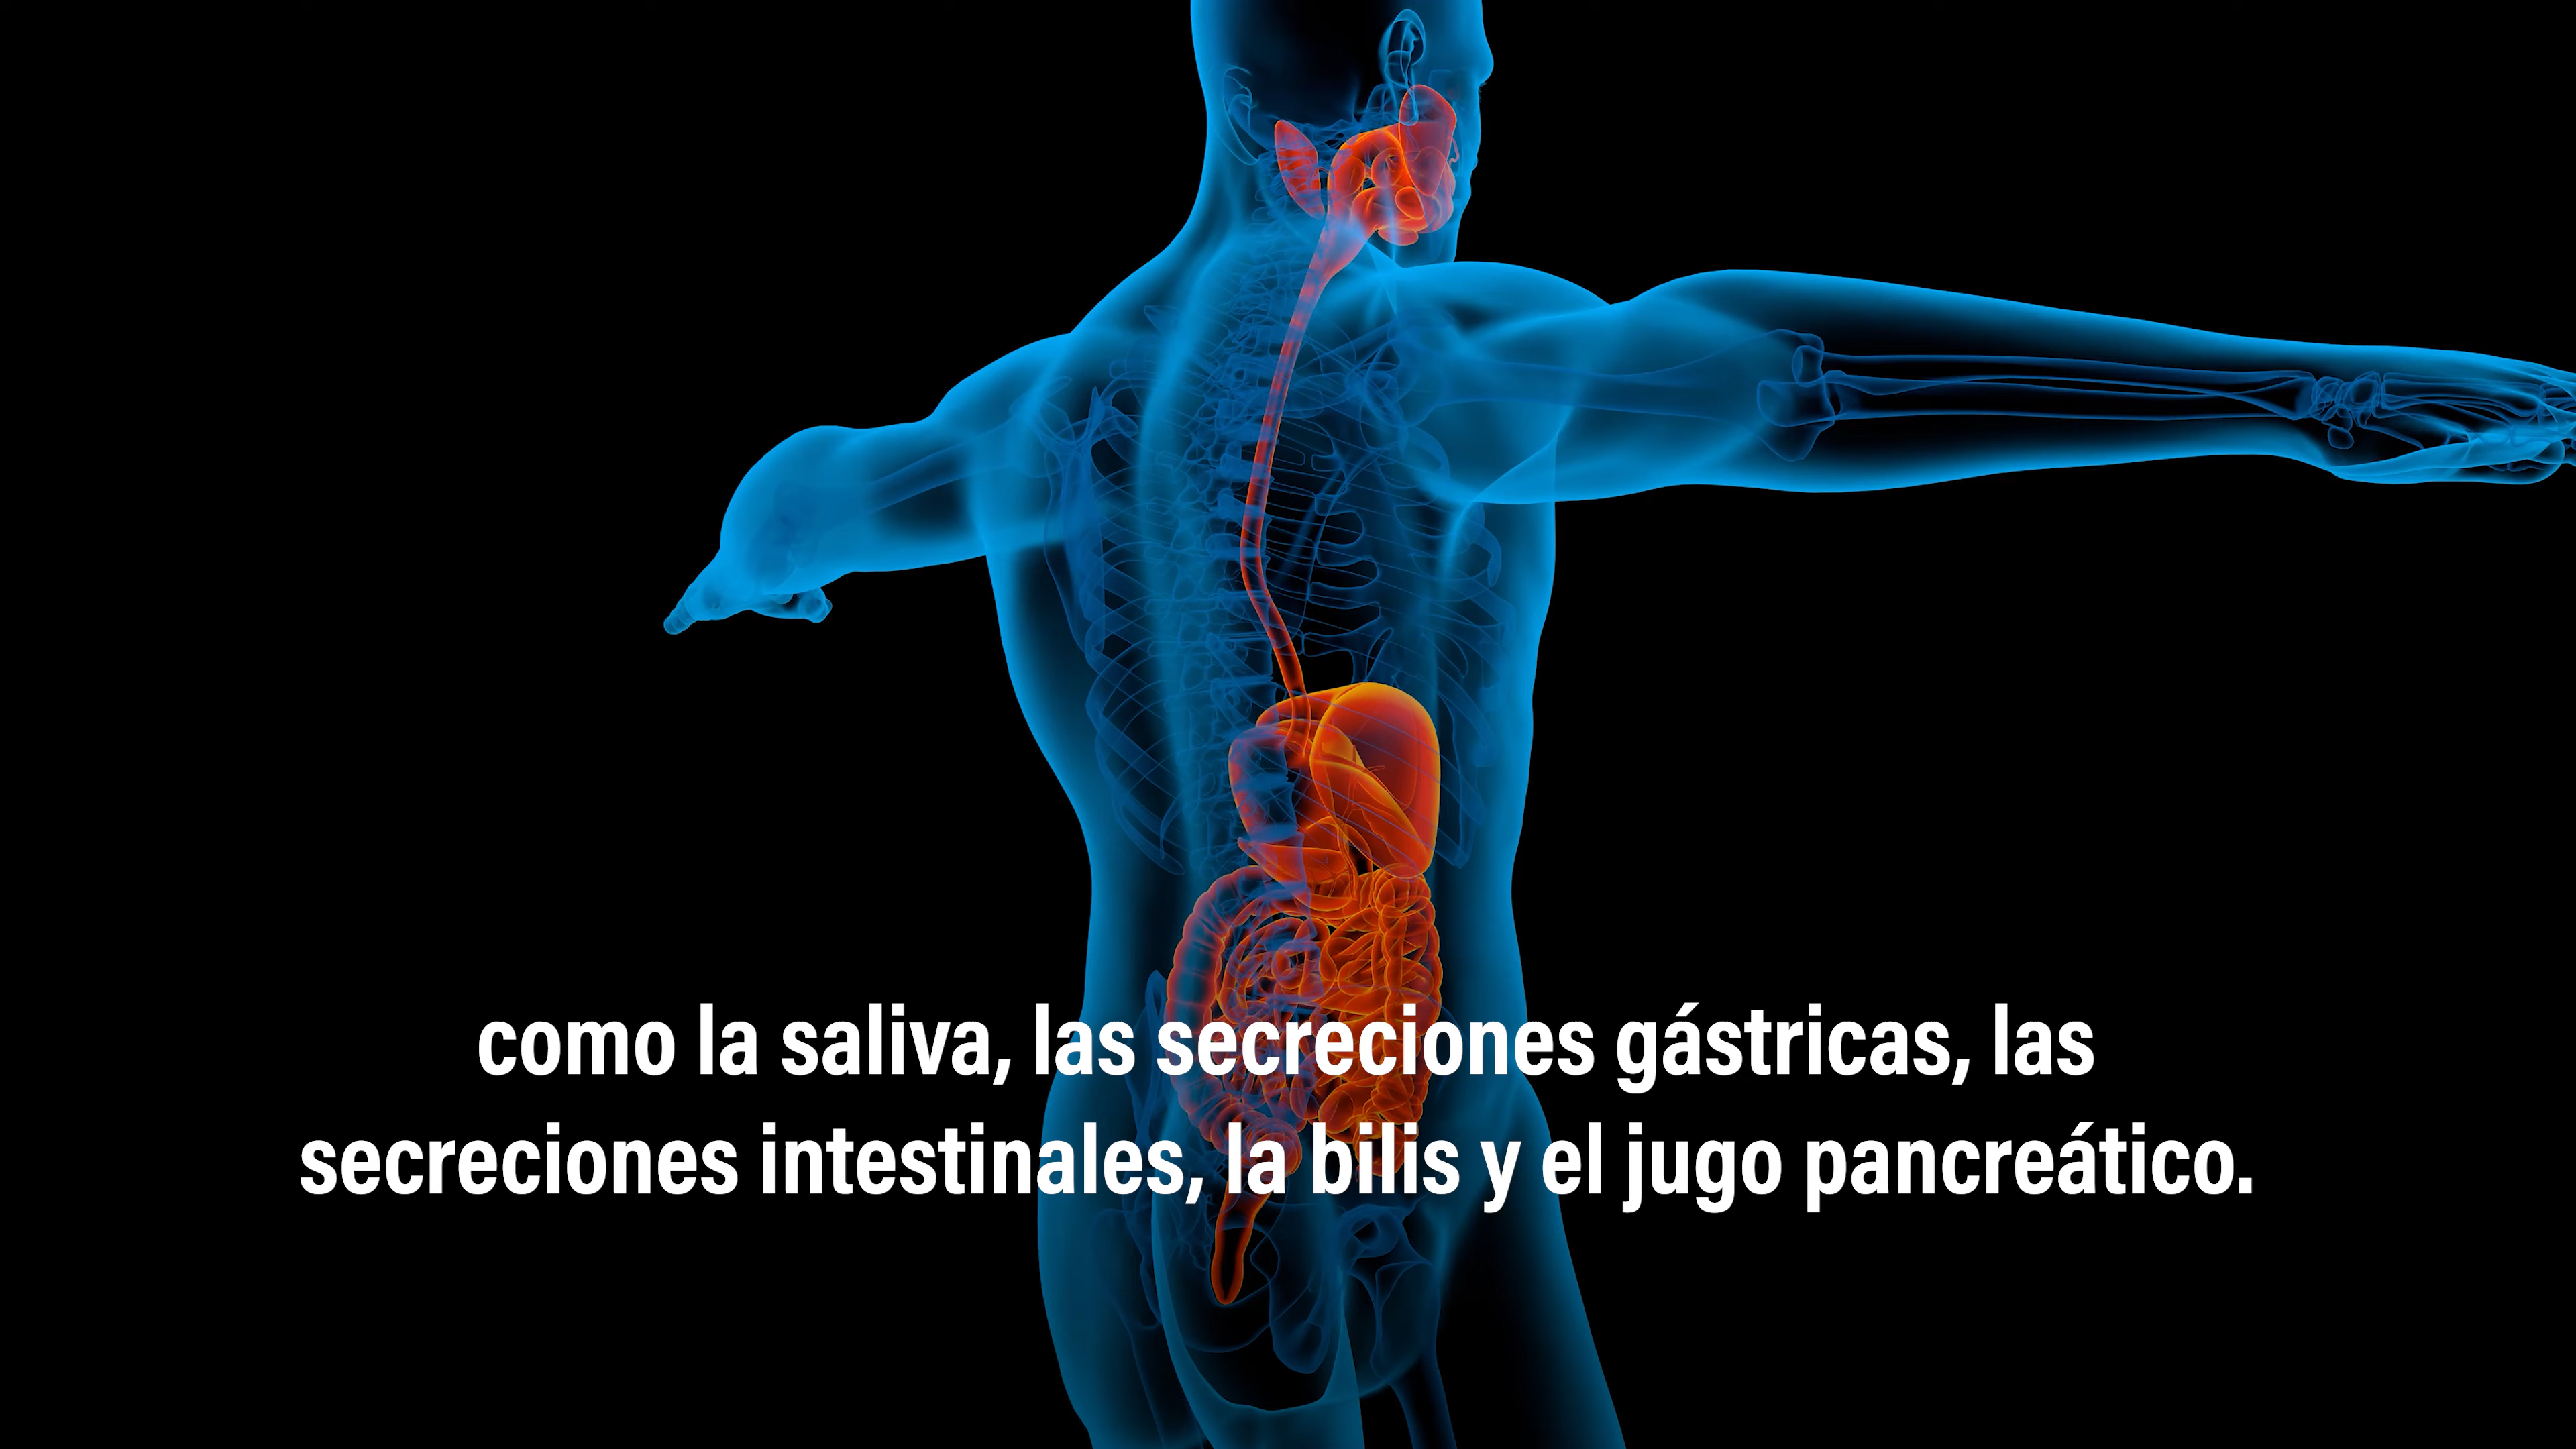 como la saliva, las secreciones gástricas, las
secreciones intestinales, la bilis y el jugo pancreático.